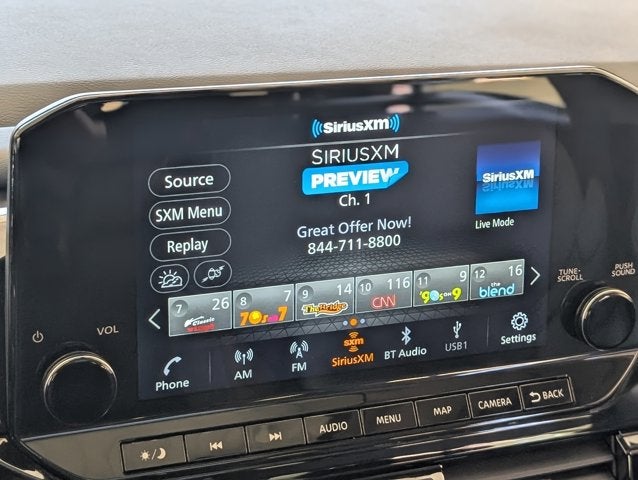 SiriusXM
SIRIUSXM
PREVIEW
Ch. 1
Great Offer Now!
844-711-8800
Source
SXM Menu
Replay
SiriusXM
Live Mode
7 26 Classic
8 7 70s on 7
9 14 The Bridge
10 116 CNN
11 9 90s on 9
12 16 the blend
Phone
AM
FM
sxm
SiriusXM
BT Audio
USB1
Settings
VOL
TUNE·
SCROLL
PUSH
SOUND
AUDIO
MENU
MAP
CAMERA
BACK